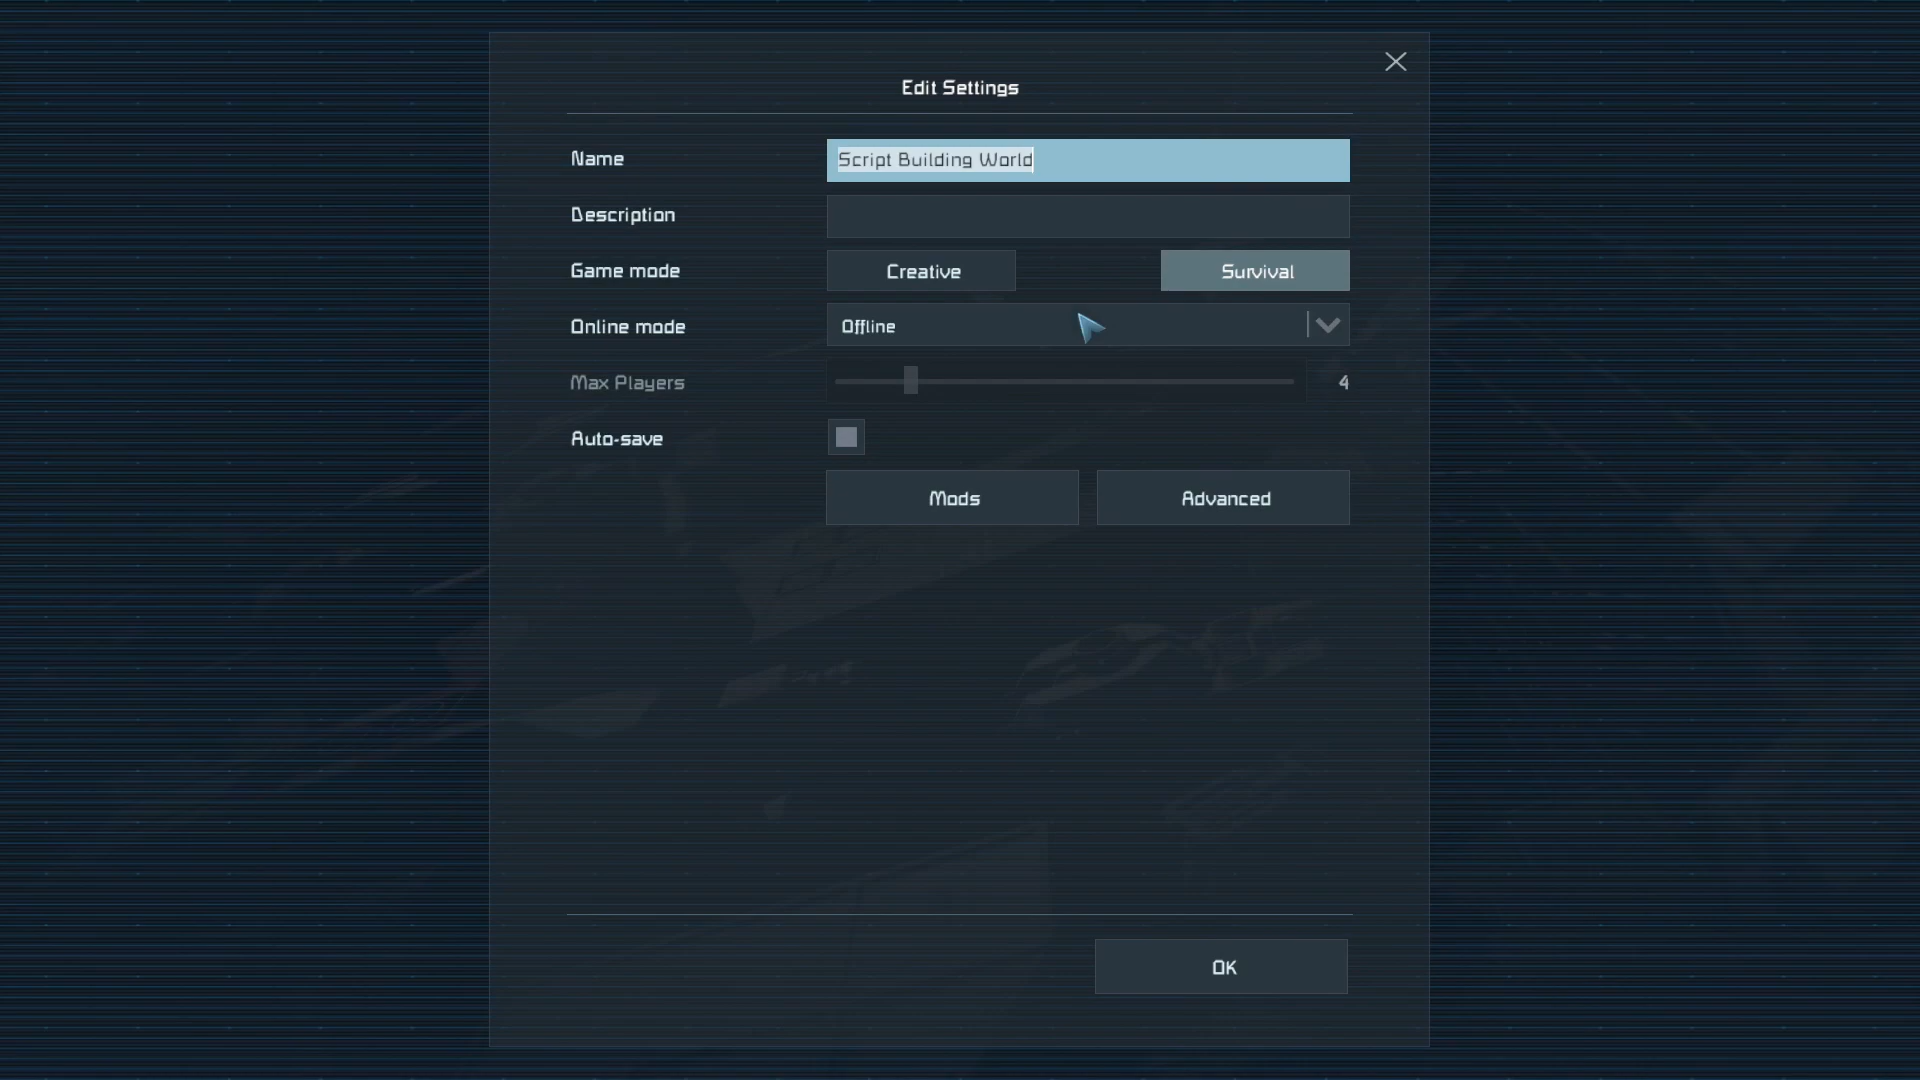 Edit Settings
Name
Script Building World
Description
Game mode
Creative
Survival
Online mode
Offline
Max Players
4
Auto-save
Mods
Advanced
OK